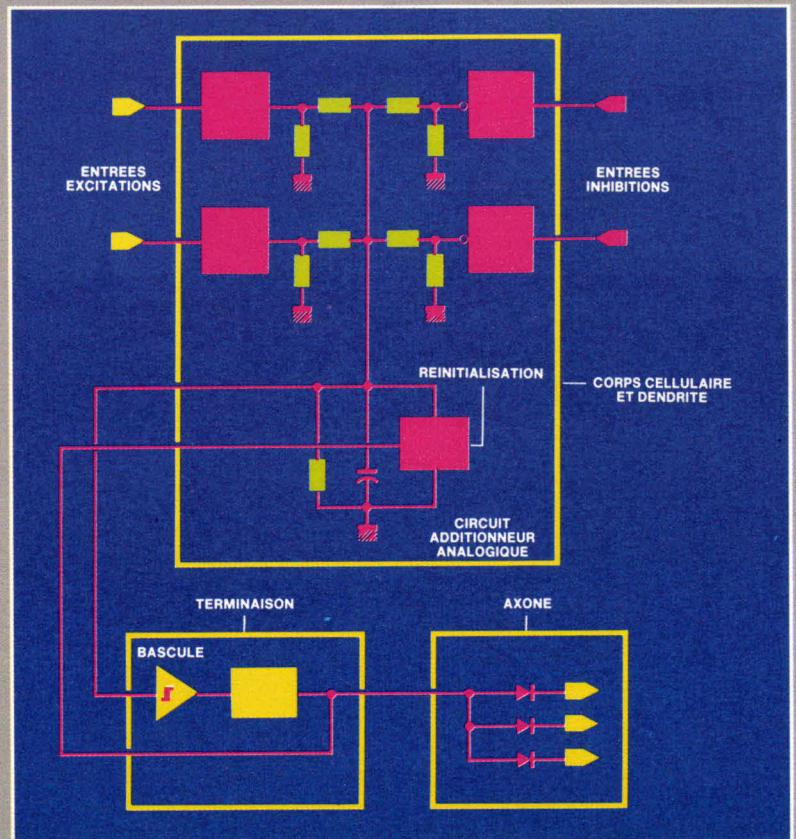 ENTREES
EXCITATIONS
ENTREES
INHIBITIONS
REINITIALISATION
CORPS CELLULAIRE
ET DENDRITE
CIRCUIT
ADDITIONNEUR
ANALOGIQUE
TERMINAISON
AXONE
BASCULE